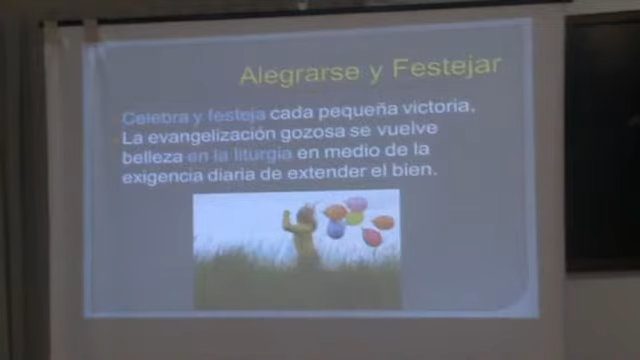 Alegrarse y Festejar
Celebra y festeja cada pequeña victoria.
La evangelización gozosa se vuelve
belleza en la liturgia en medio de la
exigencia diaria de extender el bien.